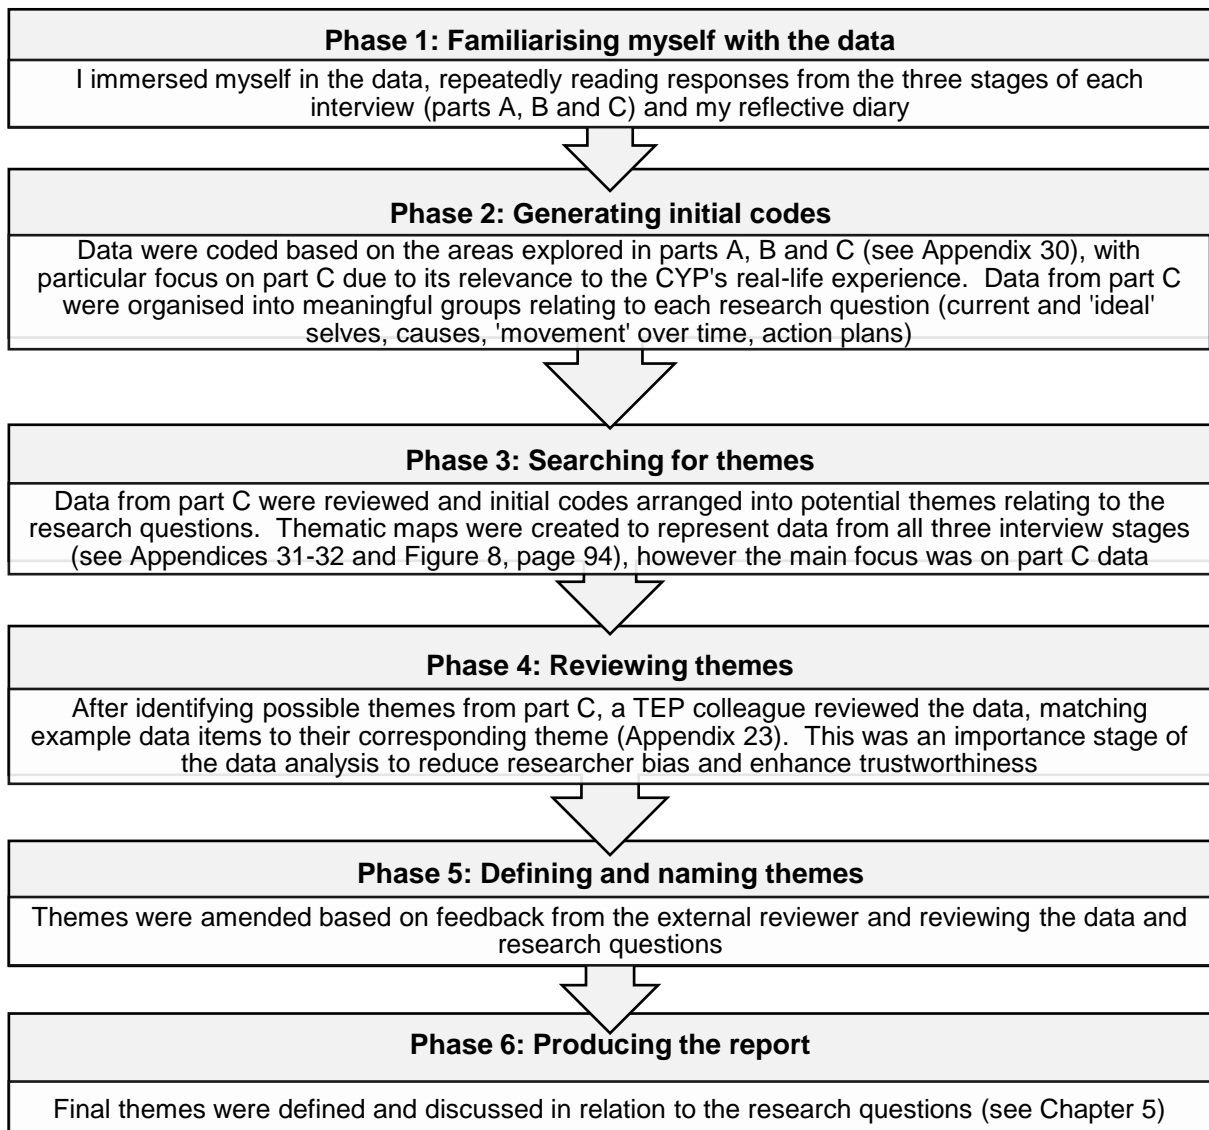 Phase 1: Familiarising myself with the data
I immersed myself in the data, repeatedly reading responses from the three stages of each
interview (parts A, B and C) and my reflective diary
Phase 2: Generating initial codes
Data were coded based on the areas explored in parts A, B and C (see Appendix 30), with
particular focus on part C due to its relevance to the CYP's real-life experience.  Data from part C
were organised into meaningful groups relating to each research question (current and 'ideal'
selves, causes, 'movement' over time, action plans)
Phase 3: Searching for themes
Data from part C were reviewed and initial codes arranged into potential themes relating to the
research questions.  Thematic maps were created to represent data from all three interview stages
(see Appendices 31-32 and Figure 8, page 94), however the main focus was on part C data
Phase 4: Reviewing themes
After identifying possible themes from part C, a TEP colleague reviewed the data, matching
example data items to their corresponding theme (Appendix 23).  This was an importance stage of
the data analysis to reduce researcher bias and enhance trustworthiness
Phase 5: Defining and naming themes
Themes were amended based on feedback from the external reviewer and reviewing the data and
research questions
Phase 6: Producing the report
Final themes were defined and discussed in relation to the research questions (see Chapter 5)